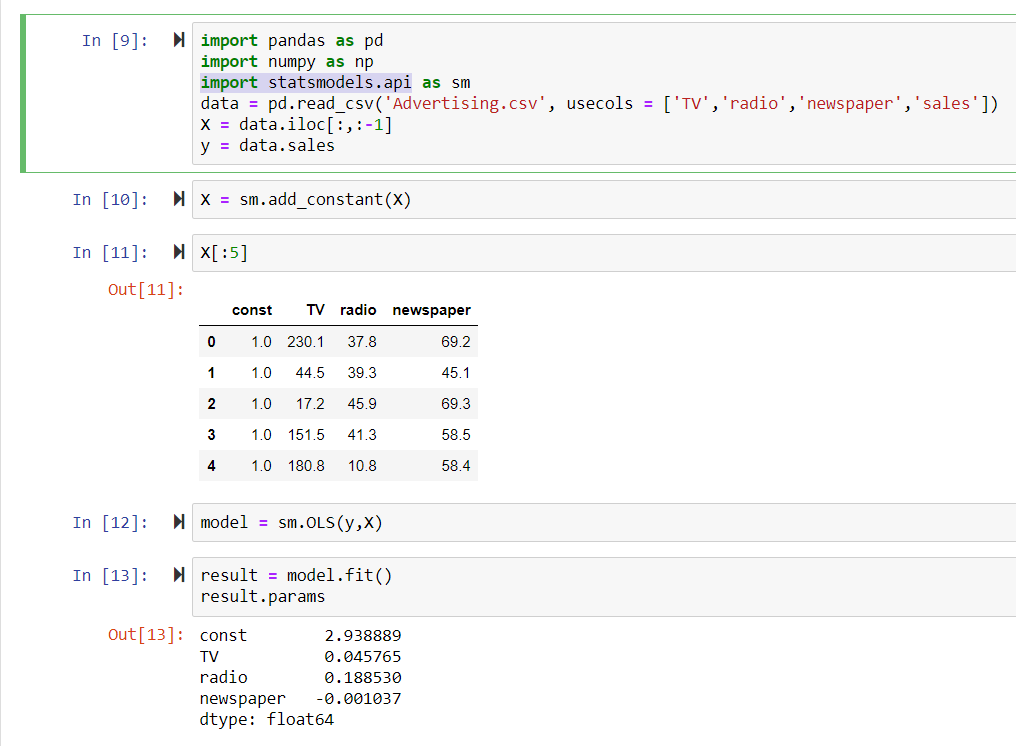 In [9]:
import pandas as pd
import numpy as np
import statsmodels.api as sm
data = pd.read_csv('Advertising.csv', usecols = ['TV','radio','newspaper','sales'])
X = data.iloc[:,:-1]
y = data.sales
In [10]: X = sm.add_constant(X)
In [11]: X[:5]
Out[11]:
const TV radio newspaper
0 1.0 230.1 37.8 69.2
1 1.0 44.5 39.3 45.1
2 1.0 17.2 45.9 69.3
3 1.0 151.5 41.3 58.5
4 1.0 180.8 10.8 58.4
In [12]: model = sm.OLS(y,X)
In [13]: result = model.fit()
result.params
Out[13]: const 2.938889
TV 0.045765
radio 0.188530
newspaper -0.001037
dtype: float64